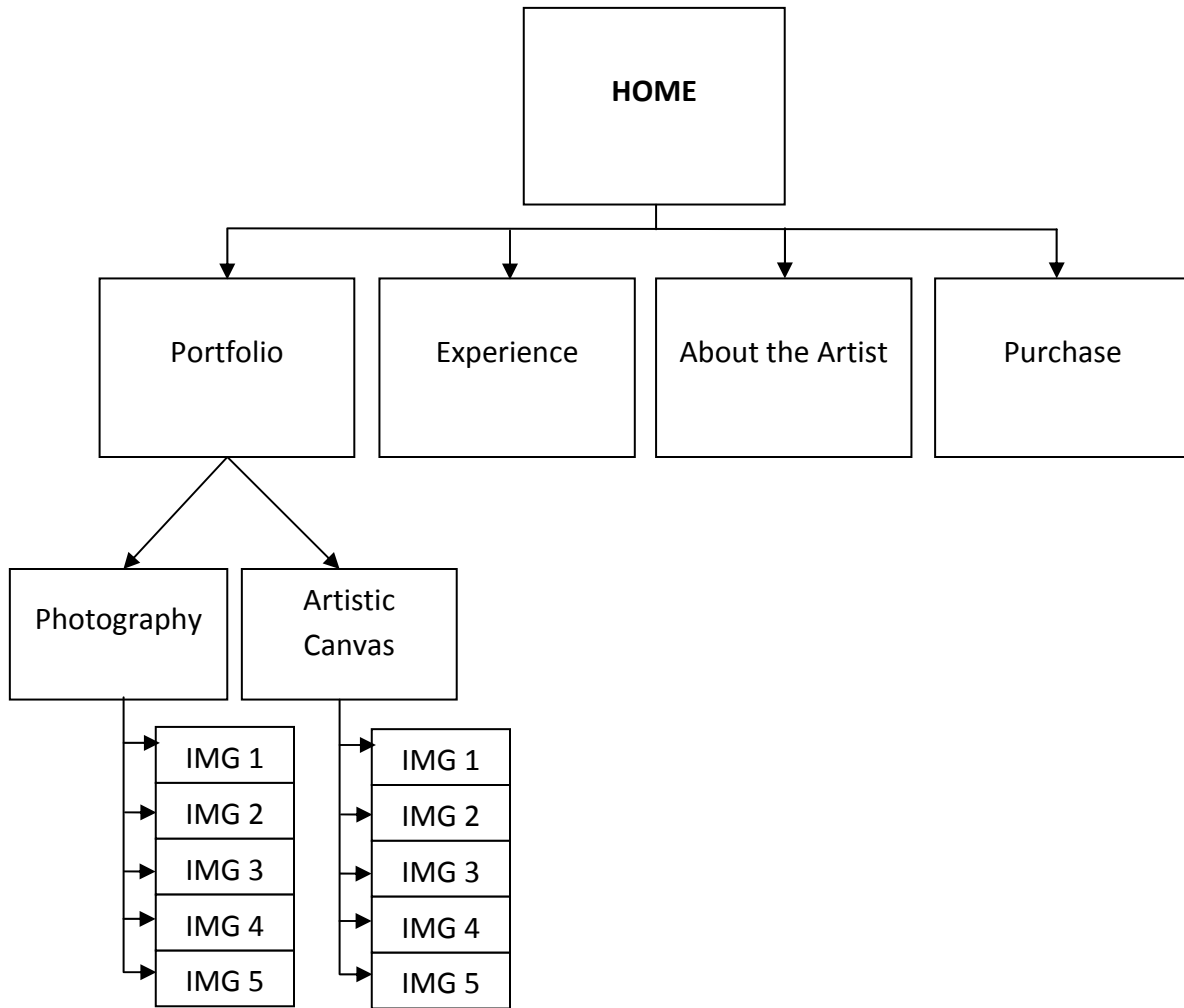 HOME
Portfolio
Experience
About the Artist
Purchase
Photography
Artistic
Canvas
IMG 1
IMG 2
IMG 3
IMG 4
IMG 5
IMG 1
IMG 2
IMG 3
IMG 4
IMG 5